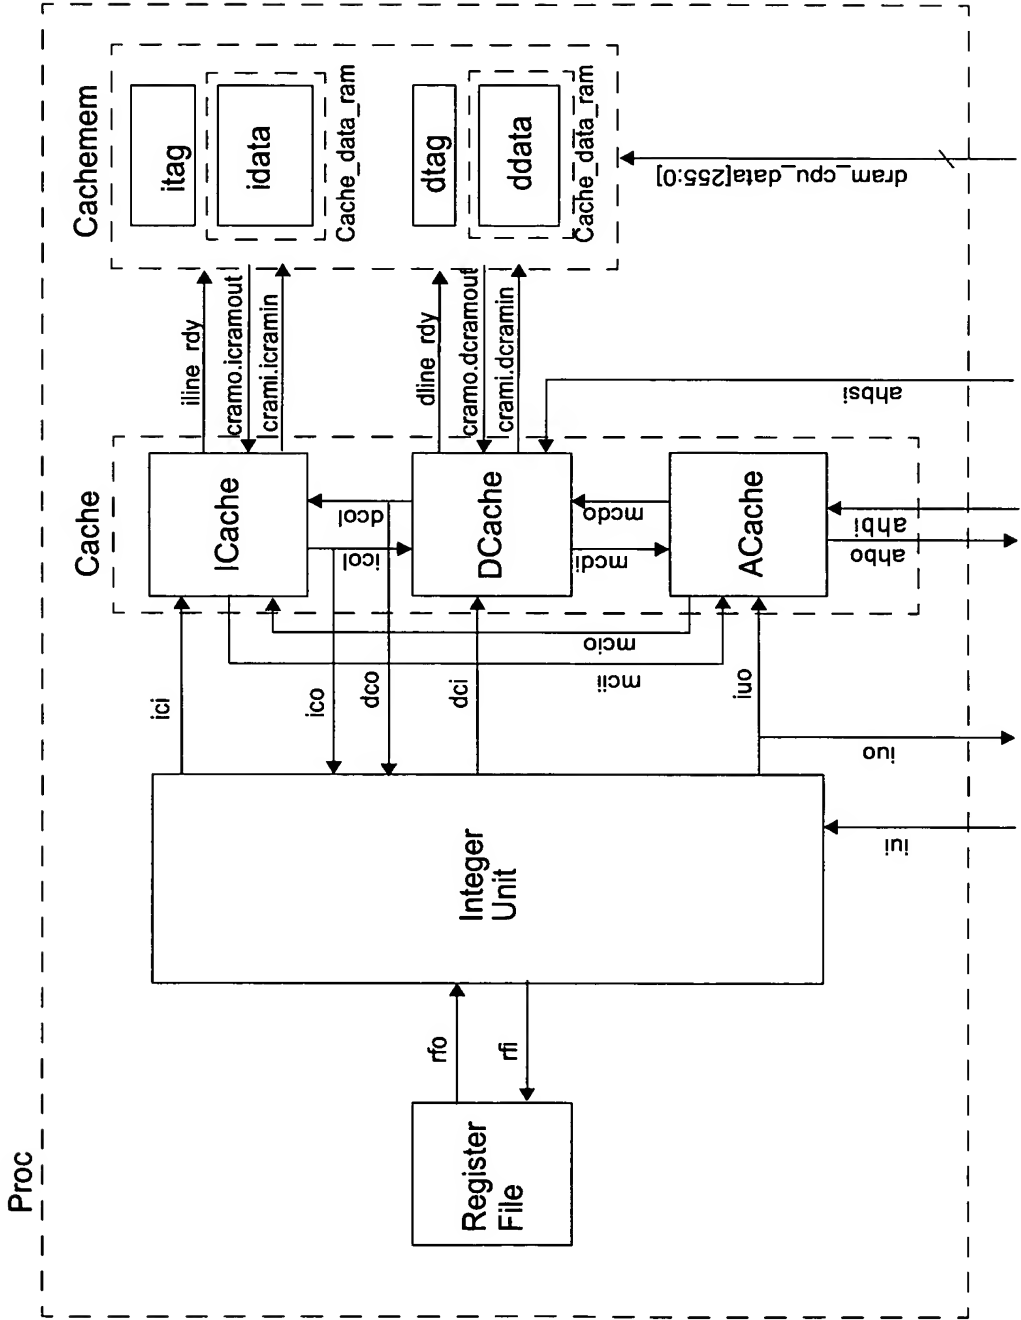 Proc
Register
File
rfo
rfi
Integer
Unit
iui
iuo
ici
ico
dco
dci
iuo
mcii
mcio
Cache
ICache
icol
dcol
DCache
mcdi
mcdo
ACache
ahbo
ahbi
ahbsi
iline_rdy
cramo.icramout
crami.icramin
dline_rdy
cramo.dcramout
crami.dcramin
Cachemem
itag
idata
Cache_data_ram
dtag
ddata
Cache_data_ram
dram_cpu_data[255:0]